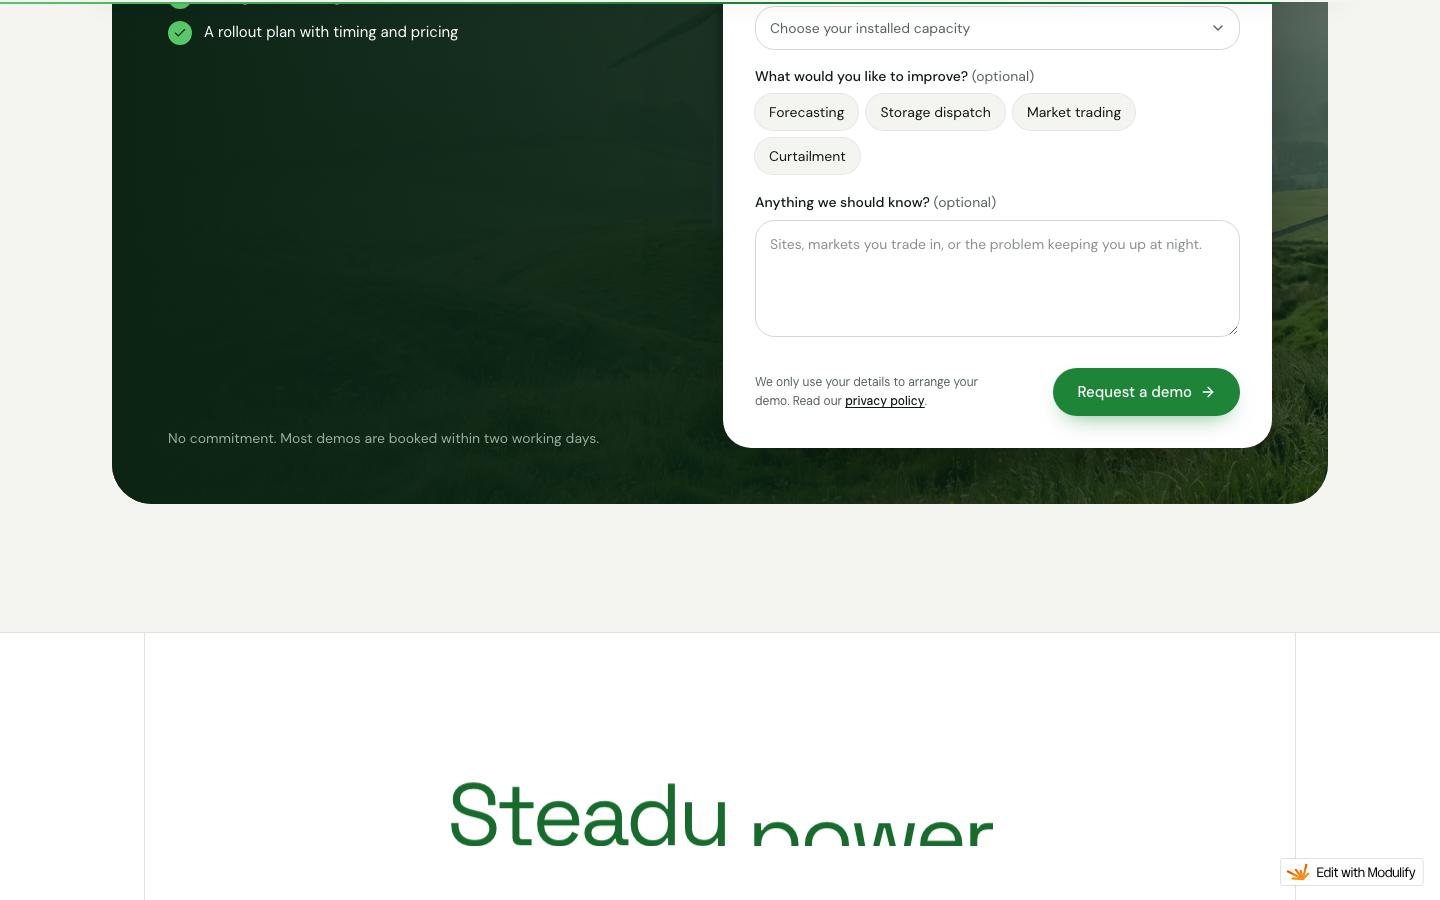 A rollout plan with timing and pricing
Choose your installed capacity
What would you like to improve? (optional)
Forecasting
Storage dispatch
Market trading
Curtailment
Anything we should know? (optional)
Sites, markets you trade in, or the problem keeping you up at night.
We only use your details to arrange your
demo. Read our privacy policy.
Request a demo
No commitment. Most demos are booked within two working days.
Steady power
Edit with Modulify